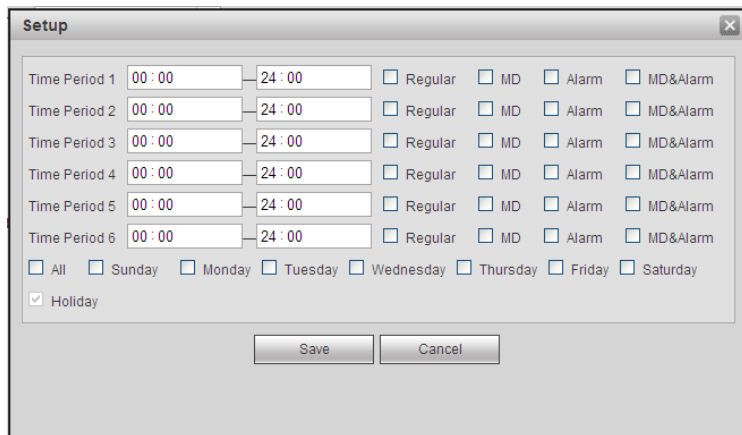 Setup
Time Period 1 00:00 — 24:00 Regular MD Alarm MD&Alarm
Time Period 2 00:00 — 24:00 Regular MD Alarm MD&Alarm
Time Period 3 00:00 — 24:00 Regular MD Alarm MD&Alarm
Time Period 4 00:00 — 24:00 Regular MD Alarm MD&Alarm
Time Period 5 00:00 — 24:00 Regular MD Alarm MD&Alarm
Time Period 6 00:00 — 24:00 Regular MD Alarm MD&Alarm
All Sunday Monday Tuesday Wednesday Thursday Friday Saturday
Holiday
Save Cancel